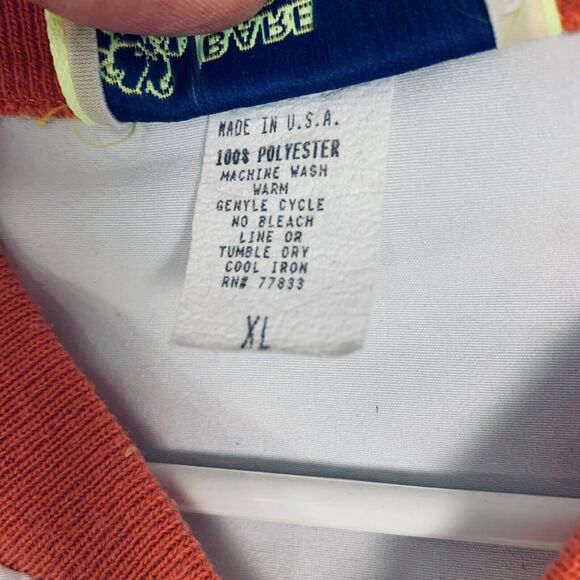 BARE
MADE IN U.S.A.
100% POLYESTER
MACHINE WASH
WARM
GENYLE CYCLE
NO BLEACH
LINE OR
TUMBLE DRY
COOL IRON
RN# 77833
XL